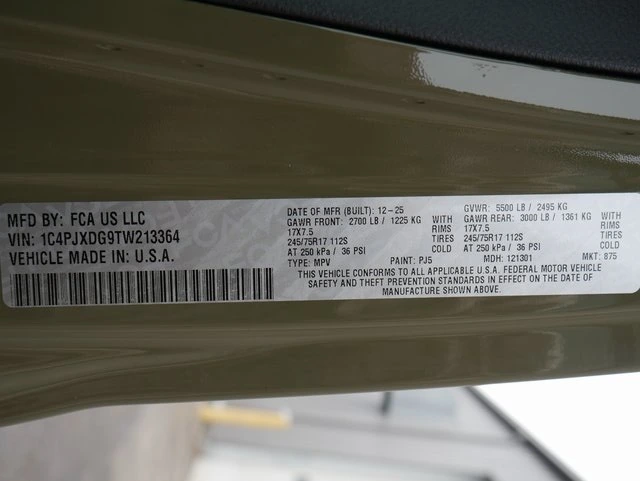 MFD BY: FCA US LLC
VIN: 1C4PJXDG9TW213364
VEHICLE MADE IN: U.S.A.
DATE OF MFR (BUILT): 12-25 GVWR: 5500 LB / 2495 KG
GAWR FRONT: 2700 LB / 1225 KG WITH GAWR REAR: 3000 LB / 1361 KG WITH
17X7.5 RIMS 17X7.5 RIMS
245/75R17 112S TIRES 245/75R17 112S TIRES
AT 250 kPa / 36 PSI COLD AT 250 kPa / 36 PSI COLD
TYPE: MPV PAINT: PJ5 MDH: 121301 MKT: 875
THIS VEHICLE CONFORMS TO ALL APPLICABLE U.S.A. FEDERAL MOTOR VEHICLE
SAFETY AND THEFT PREVENTION STANDARDS IN EFFECT ON THE DATE OF
MANUFACTURE SHOWN ABOVE.